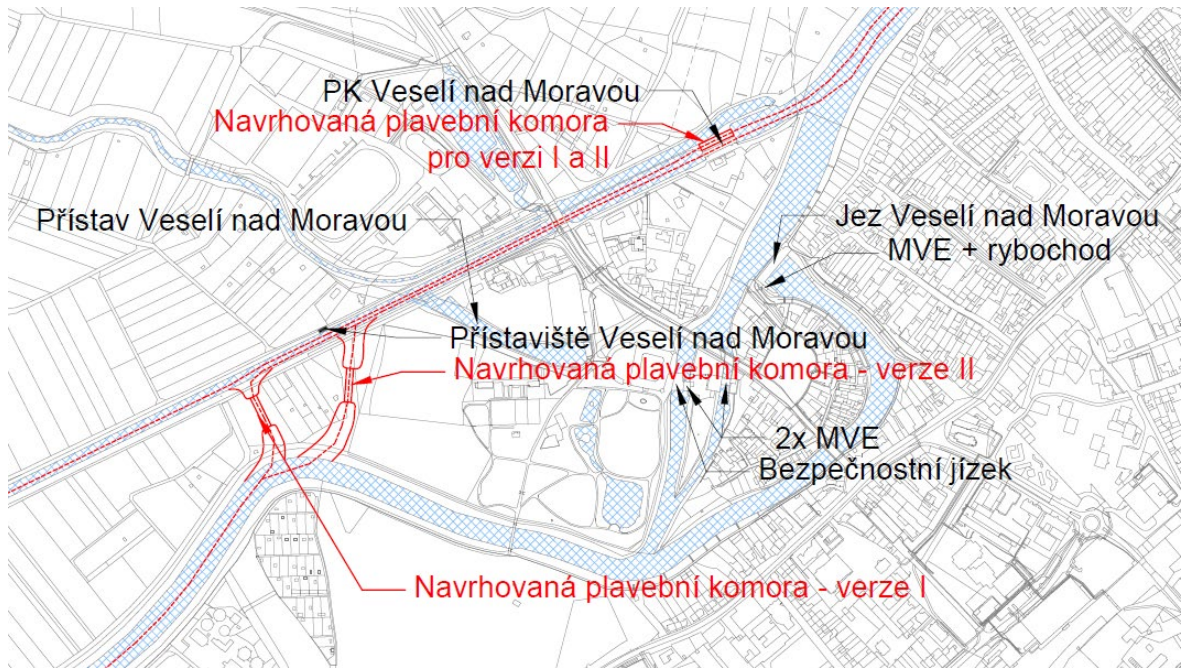 PK Veselí nad Moravou
Navrhovaná plavební komora
pro verzi I a II
Přístav Veselí nad Moravou
Jez Veselí nad Moravou
MVE + rybochod
Přístaviště Veselí nad Moravou
Navrhovaná plavební komora - verze II
2x MVE
Bezpečnostní jízek
Navrhovaná plavební komora - verze I